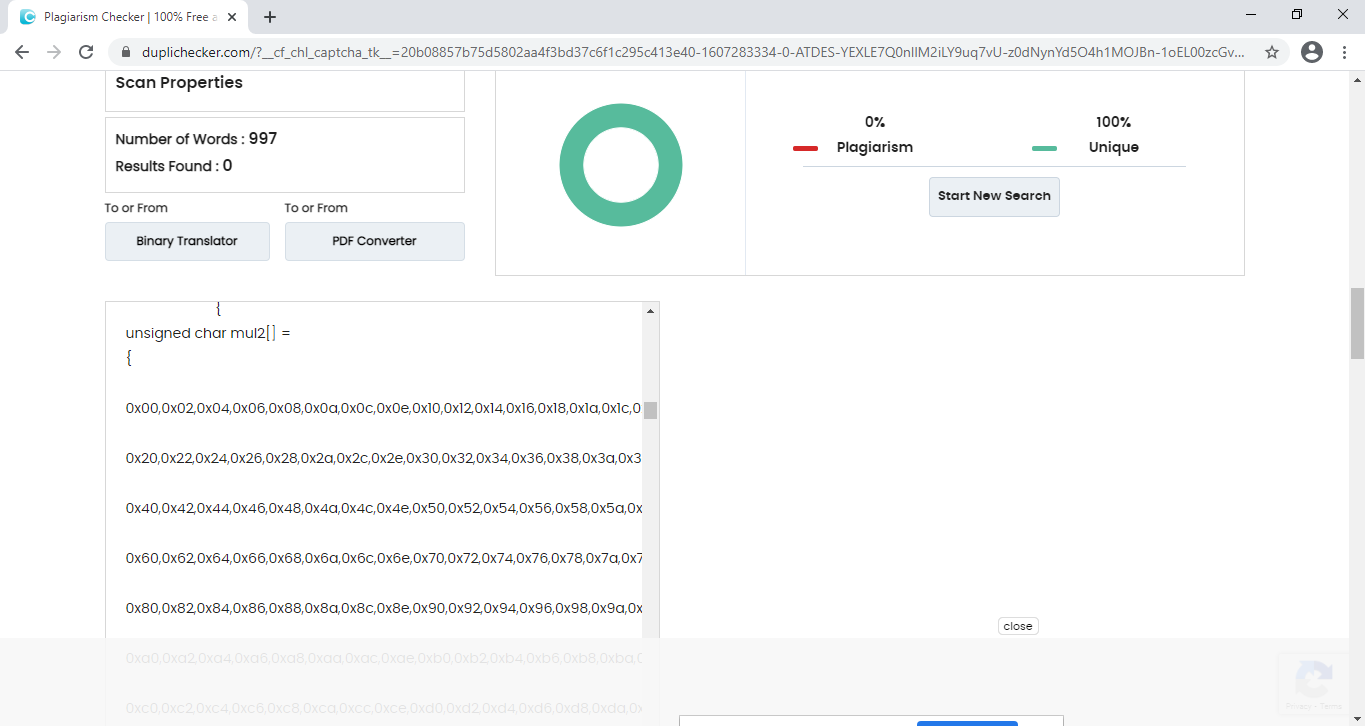 Plagiarism Checker | 100% Free a
duplichecker.com/?__cf_chl_captcha_tk__=20b08857b75d5802aa4f3bd37c6f1c295c413e40-1607283334-0-ATDES-YEXLE7Q0nIIM2iLY9uq7vU-z0dNynYd5O4h1MOJBn-1oEL00zcGv...
Scan Properties
Number of Words : 997
Results Found : 0
To or From
To or From
Binary Translator
PDF Converter
0%
Plagiarism
100%
Unique
Start New Search
{
unsigned char mul2[] =
{
0x00,0x02,0x04,0x06,0x08,0x0a,0x0c,0x0e,0x10,0x12,0x14,0x16,0x18,0x1a,0x1c,0
0x20,0x22,0x24,0x26,0x28,0x2a,0x2c,0x2e,0x30,0x32,0x34,0x36,0x38,0x3a,0x3
0x40,0x42,0x44,0x46,0x48,0x4a,0x4c,0x4e,0x50,0x52,0x54,0x56,0x58,0x5a,0x
0x60,0x62,0x64,0x66,0x68,0x6a,0x6c,0x6e,0x70,0x72,0x74,0x76,0x78,0x7a,0x7
0x80,0x82,0x84,0x86,0x88,0x8a,0x8c,0x8e,0x90,0x92,0x94,0x96,0x98,0x9a,0x
close
0xa0,0xa2,0xa4,0xa6,0xa8,0xaa,0xac,0xae,0xb0,0xb2,0xb4,0xb6,0xb8,0xba,0
0xc0,0xc2,0xc4,0xc6,0xc8,0xca,0xcc,0xce,0xd0,0xd2,0xd4,0xd6,0xd8,0xda,0x
Privacy - Terms